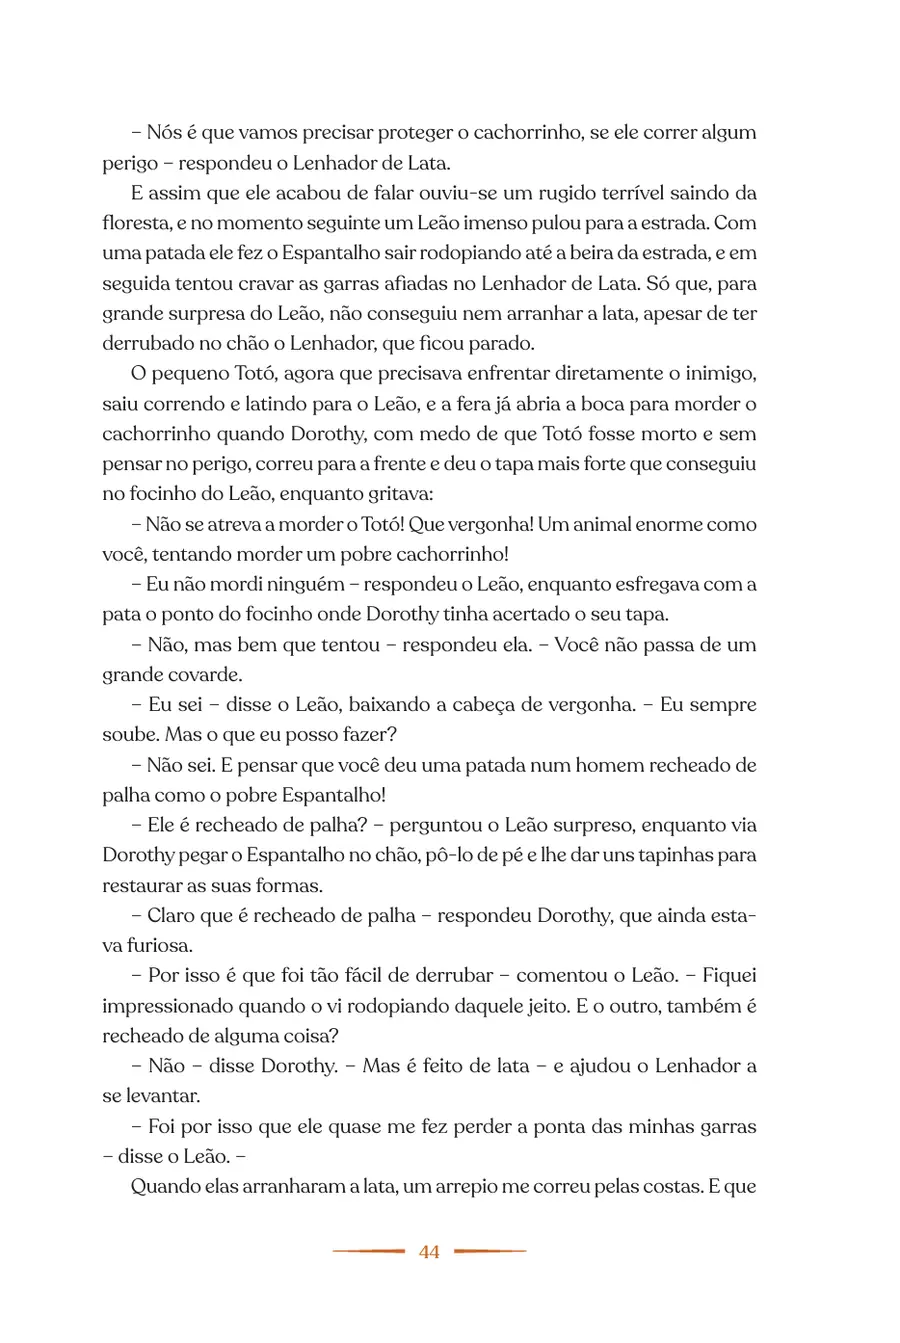 – Nós é que vamos precisar proteger o cachorrinho, se ele correr algum
perigo – respondeu o Lenhador de Lata.
E assim que ele acabou de falar ouviu-se um rugido terrível saindo da
floresta, e no momento seguinte um Leão imenso pulou para a estrada. Com
uma patada ele fez o Espantalho sair rodopiando até a beira da estrada, e em
seguida tentou cravar as garras afiadas no Lenhador de Lata. Só que, para
grande surpresa do Leão, não conseguiu nem arranhar a lata, apesar de ter
derrubado no chão o Lenhador, que ficou parado.
O pequeno Totó, agora que precisava enfrentar diretamente o inimigo,
saiu correndo e latindo para o Leão, e a fera já abria a boca para morder o
cachorrinho quando Dorothy, com medo de que Totó fosse morto e sem
pensar no perigo, correu para a frente e deu o tapa mais forte que conseguiu
no focinho do Leão, enquanto gritava:
– Não se atreva a morder o Totó! Que vergonha! Um animal enorme como
você, tentando morder um pobre cachorrinho!
– Eu não mordi ninguém – respondeu o Leão, enquanto esfregava com a
pata o ponto do focinho onde Dorothy tinha acertado o seu tapa.
– Não, mas bem que tentou – respondeu ela. – Você não passa de um
grande covarde.
– Eu sei – disse o Leão, baixando a cabeça de vergonha. – Eu sempre
soube. Mas o que eu posso fazer?
– Não sei. E pensar que você deu uma patada num homem recheado de
palha como o pobre Espantalho!
– Ele é recheado de palha? – perguntou o Leão surpreso, enquanto via
Dorothy pegar o Espantalho no chão, pô-lo de pé e lhe dar uns tapinhas para
restaurar as suas formas.
– Claro que é recheado de palha – respondeu Dorothy, que ainda esta-
va furiosa.
– Por isso é que foi tão fácil de derrubar – comentou o Leão. – Fiquei
impressionado quando o vi rodopiando daquele jeito. E o outro, também é
recheado de alguma coisa?
– Não – disse Dorothy. – Mas é feito de lata – e ajudou o Lenhador a
se levantar.
– Foi por isso que ele quase me fez perder a ponta das minhas garras
– disse o Leão. –
Quando elas arranharam a lata, um arrepio me correu pelas costas. E que
44